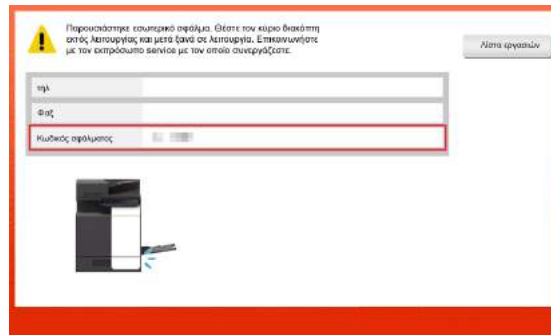 Παρουσιάστηκε εσωτερικό σφάλμα. Θέστε τον κύριο διακόπτη
εκτός λειτουργίας και μετά ξανά σε λειτουργία. Επικοινωνήστε
με τον εκπρόσωπο service με τον οποίο συνεργάζεστε.
Λίστα εργασιών
τηλ
Φαξ
Κωδικός σφάλματος